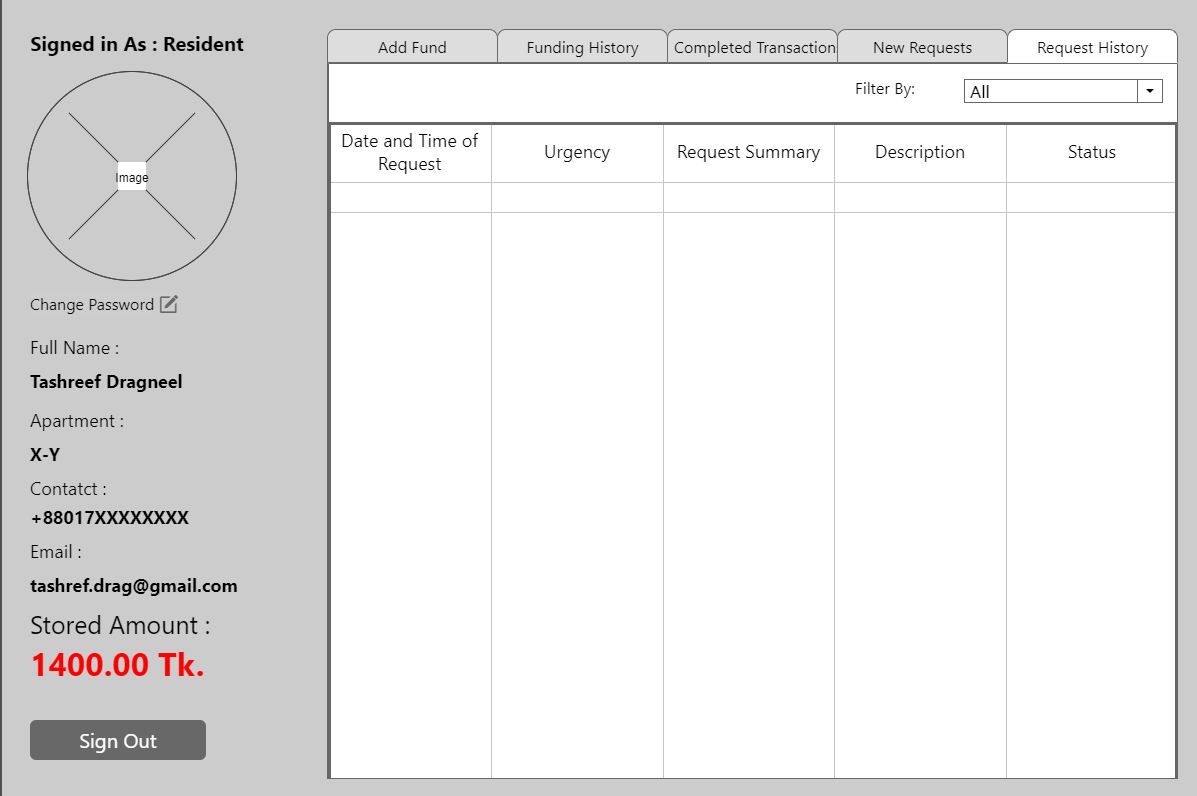 Signed in As : Resident
Image
Change Password
Full Name :
Tashreef Dragneel
Apartment :
X-Y
Contatct :
+88017XXXXXXXX
Email :
tashref.drag@gmail.com
Stored Amount :
1400.00 Tk.
Sign Out
Add Fund
Funding History
Completed Transaction
New Requests
Request History
Filter By:
All
Date and Time of
Request
Urgency
Request Summary
Description
Status